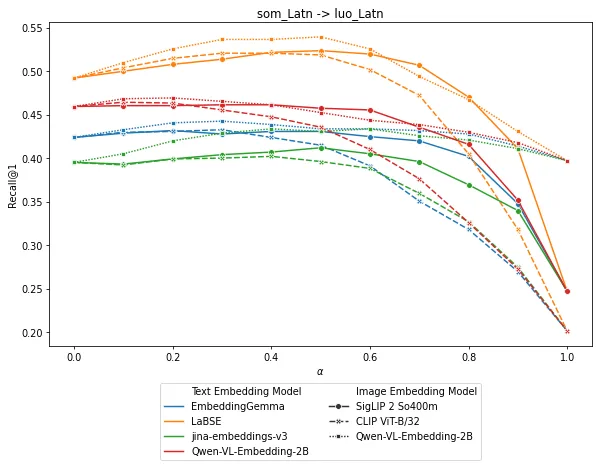 som_Latn -> luo_Latn
Recall@1
0.55
0.50
0.45
0.40
0.35
0.30
0.25
0.20
0.0 0.2 0.4 0.6 0.8 1.0
α
Text Embedding Model
EmbeddingGemma
LaBSE
jina-embeddings-v3
Qwen-VL-Embedding-2B
Image Embedding Model
SigLIP 2 So400m
CLIP ViT-B/32
Qwen-VL-Embedding-2B